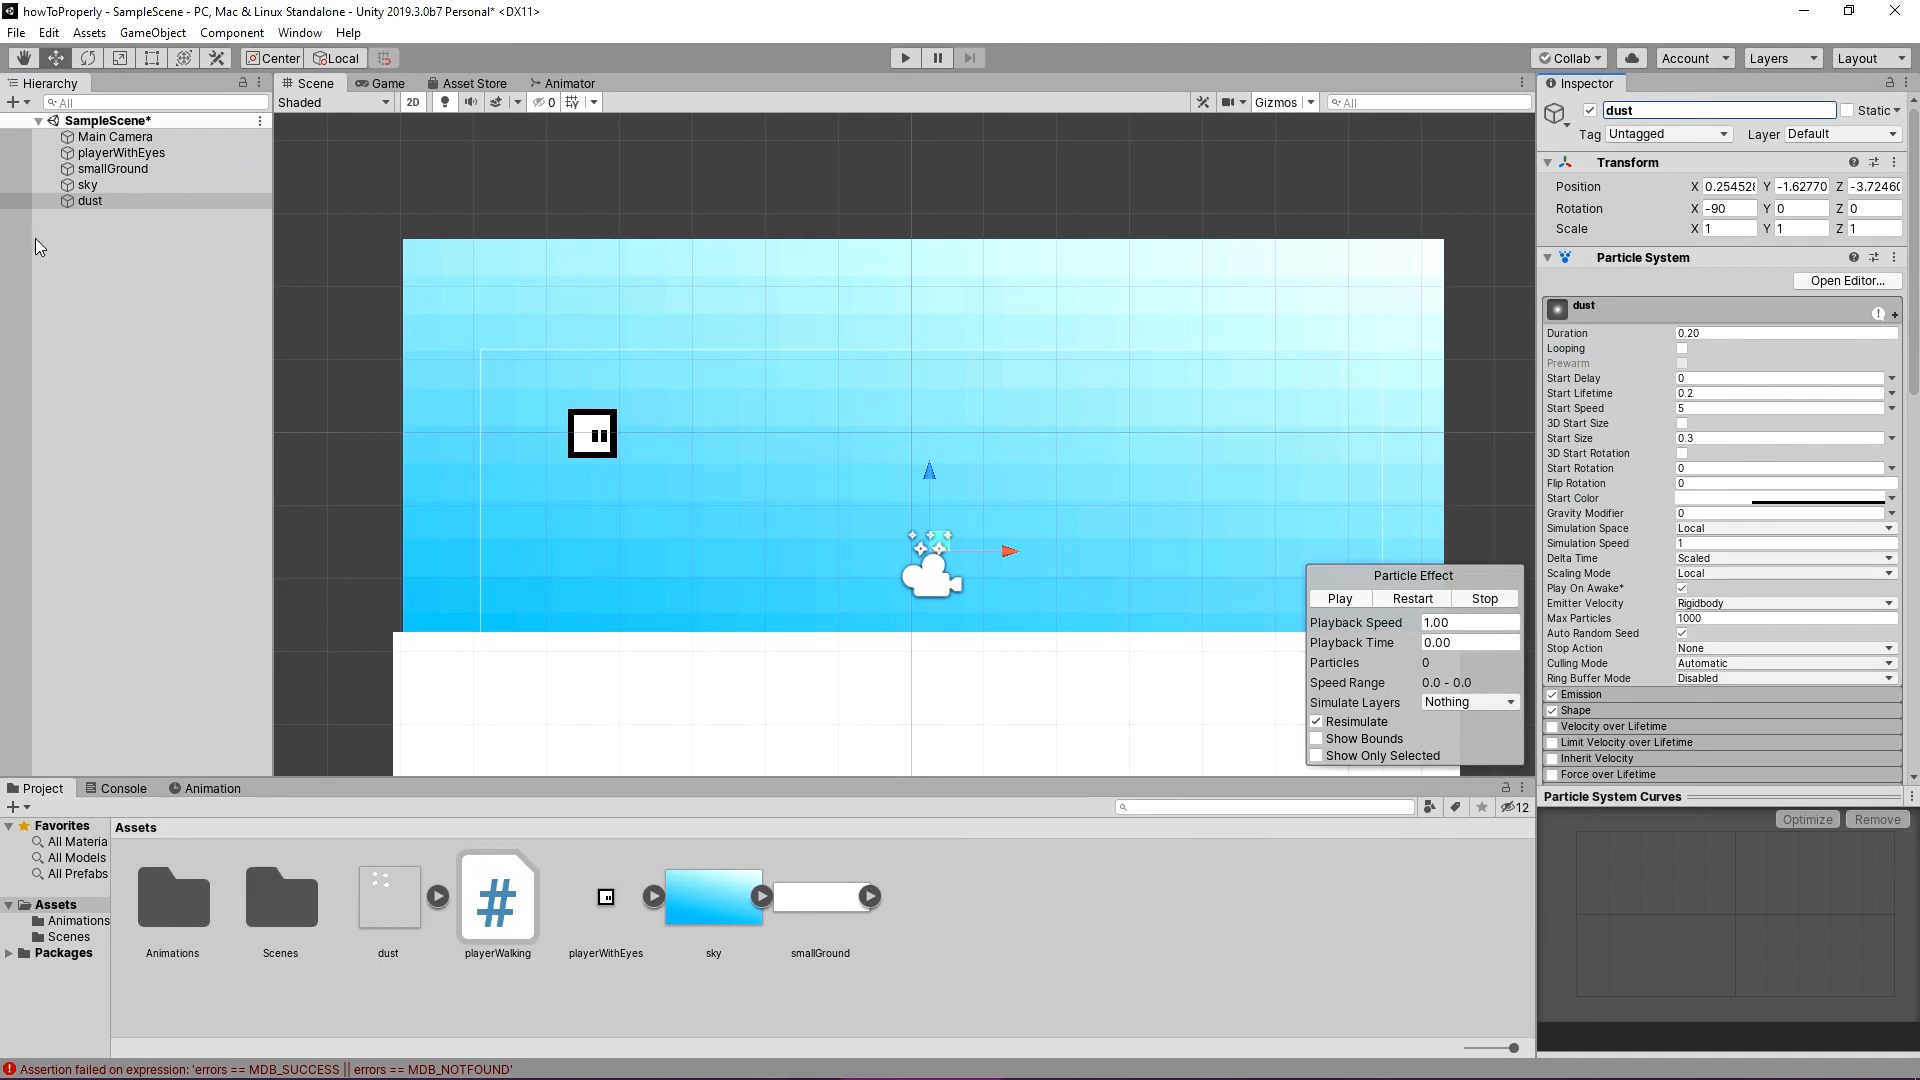 howToProperly - SampleScene - PC, Mac & Linux Standalone - Unity 2019.3.0b7 Personal* <DX11>
File Edit Assets GameObject Component Window Help
Center Local Collab Account Layers Layout
Hierarchy
All
SampleScene*
Main Camera
playerWithEyes
smallGround
sky
dust
Scene Game Asset Store Animator
Shaded 2D 0 Gizmos All
Particle Effect
Play Restart Stop
Playback Speed 1.00
Playback Time 0.00
Particles 0
Speed Range 0.0 - 0.0
Simulate Layers Nothing
Resimulate
Show Bounds
Show Only Selected
Inspector
dust Static
Tag Untagged Layer Default
Transform
Position X 0.254528 Y -1.62770 Z -3.72460
Rotation X -90 Y 0 Z 0
Scale X 1 Y 1 Z 1
Particle System
Open Editor...
dust
Duration 0.20
Looping
Prewarm
Start Delay 0
Start Lifetime 0.2
Start Speed 5
3D Start Size
Start Size 0.3
3D Start Rotation
Start Rotation 0
Flip Rotation 0
Start Color
Gravity Modifier 0
Simulation Space Local
Simulation Speed 1
Delta Time Scaled
Scaling Mode Local
Play On Awake*
Emitter Velocity Rigidbody
Max Particles 1000
Auto Random Seed
Stop Action None
Culling Mode Automatic
Ring Buffer Mode Disabled
Emission
Shape
Velocity over Lifetime
Limit Velocity over Lifetime
Inherit Velocity
Force over Lifetime
Particle System Curves
Optimize Remove
Project Console Animation
12
Favorites
All Materia
All Models
All Prefabs
Assets
Animations
Scenes
Packages
Assets
Animations Scenes dust playerWalking playerWithEyes sky smallGround
Assertion failed on expression: 'errors == MDB_SUCCESS || errors == MDB_NOTFOUND'